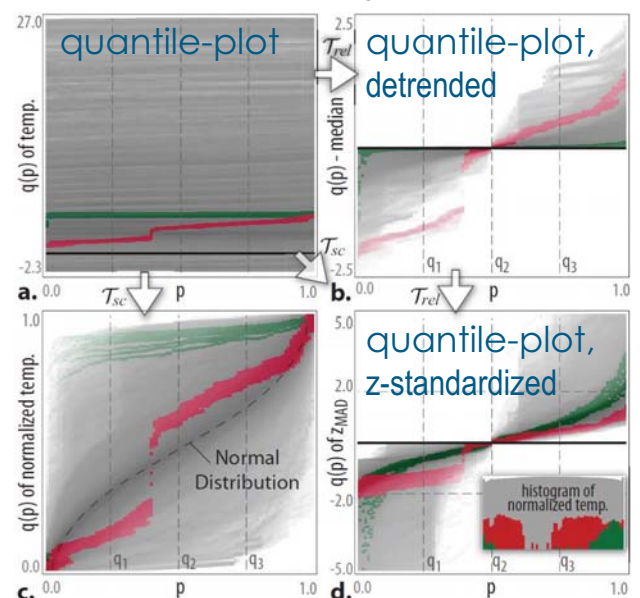 27.0
quantile-plot
q(p) of temp.
-2.3
a. 0.0 p 1.0
𝒯rel
2.5
quantile-plot,
detrended
q(p) - median
q1 q2 q3
-2.5
b. 0.0 p 1.0
𝒯sc
𝒯sc
𝒯rel
1.0
q(p) of normalized temp.
Normal
Distribution
q1 q2 q3
0.0
c. 0.0 p 1.0
5.0
quantile-plot,
z-standardized
2.0
q(p) of zMAD
-2.0
histogram of
normalized temp.
q1 q2 q3
-5.0
d. 0.0 p 1.0